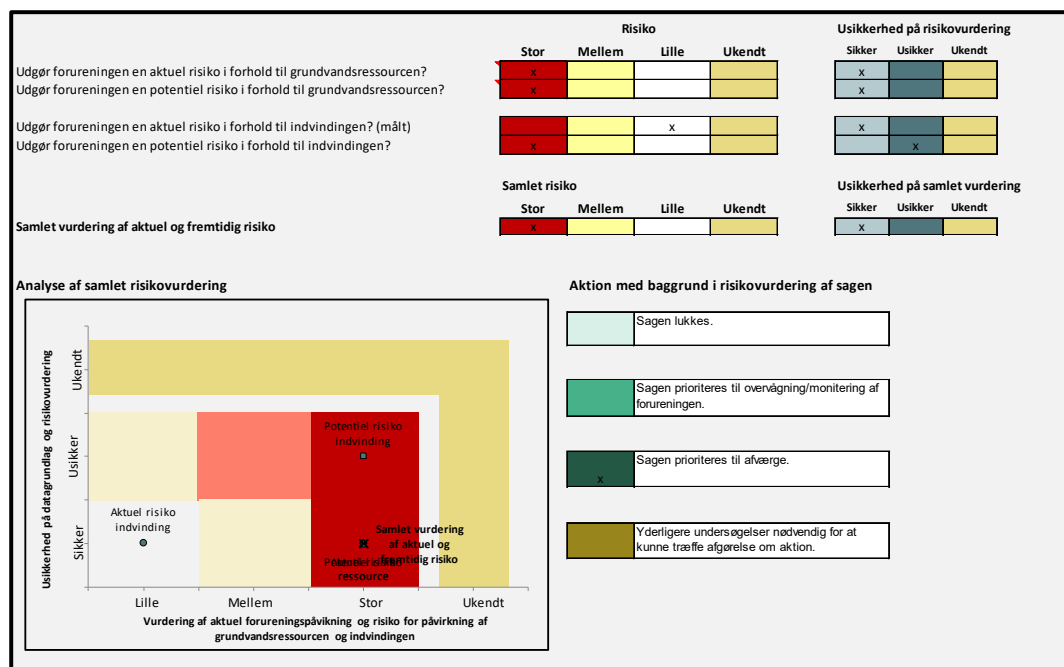 Risiko
Usikkerhed på risikovurdering
Stor Mellem Lille Ukendt Sikker Usikker Ukendt
Udgør forureningen en aktuel risiko i forhold til grundvandsressourcen? x x
Udgør forureningen en potentiel risiko i forhold til grundvandsressourcen? x x
Udgør forureningen en aktuel risiko i forhold til indvindingen? (målt) x x
Udgør forureningen en potentiel risiko i forhold til indvindingen? x x
Samlet risiko
Usikkerhed på samlet vurdering
Stor Mellem Lille Ukendt Sikker Usikker Ukendt
Samlet vurdering af aktuel og fremtidig risiko x x
Analyse af samlet risikovurdering
Usikkerhed på datagrundlag og risikovurdering
Ukendt
Usikker
Sikker
Potentiel risiko
indvinding
Aktuel risiko
indvinding
Samlet vurdering
af aktuel og
fremtidig risiko
ressource
Lille Mellem Stor Ukendt
Vurdering af aktuel forureningspåvikning og risiko for påvirkning af
grundvandsressourcen og indvindingen
Aktion med baggrund i risikovurdering af sagen
Sagen lukkes.
Sagen prioriteres til overvågning/monitering af
forureningen.
x Sagen prioriteres til afværge.
Yderligere undersøgelser nødvendig for at
kunne træffe afgørelse om aktion.